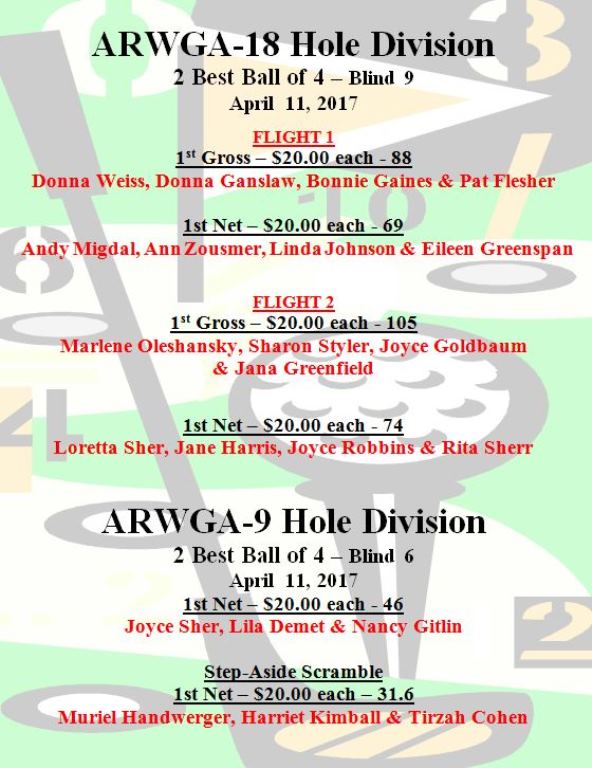 ARWGA-18 Hole Division
2 Best Ball of 4 – Blind 9
April 11, 2017
FLIGHT 1
1st Gross – $20.00 each - 88
Donna Weiss, Donna Ganslaw, Bonnie Gaines & Pat Flesher
1st Net – $20.00 each - 69
Andy Migdal, Ann Zousmer, Linda Johnson & Eileen Greenspan
FLIGHT 2
1st Gross – $20.00 each - 105
Marlene Oleshansky, Sharon Styler, Joyce Goldbaum
& Jana Greenfield
1st Net – $20.00 each - 74
Loretta Sher, Jane Harris, Joyce Robbins & Rita Sherr
ARWGA-9 Hole Division
2 Best Ball of 4 – Blind 6
April 11, 2017
1st Net – $20.00 each - 46
Joyce Sher, Lila Demet & Nancy Gitlin
Step-Aside Scramble
1st Net – $20.00 each – 31.6
Muriel Handwerger, Harriet Kimball & Tirzah Cohen
8
3
10
4
2